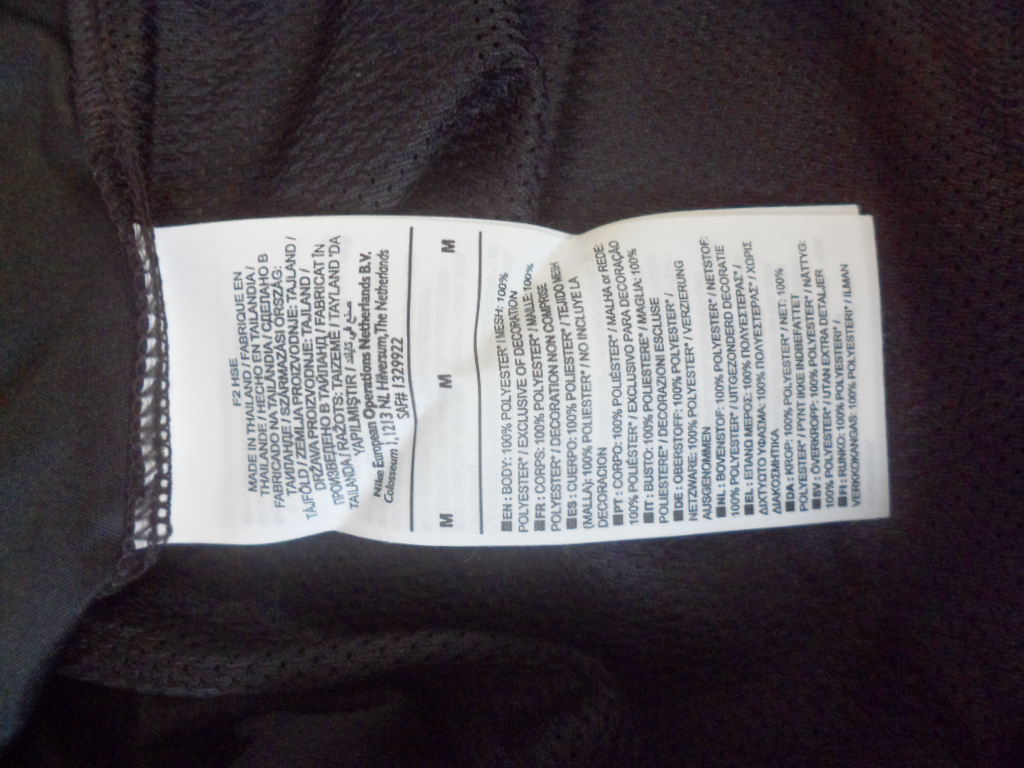 F2 HSE
MADE IN THAILAND / FABRIQUE EN
THAILANDE / HECHO EN TAILANDIA /
FABRICADO NA TAILÂNDIA / СДЕЛАНО В
ТАИЛАНДЕ / SZÁRMAZÁSI ORSZÁG:
TAJFÖLD / ZEMLJA PROIZVODNJE: TAJLAND /
DRŽAVA PROIZVODNJE: TAJLAND /
ПРОИЗВЕДЕНО В ТАЙЛАНД / FABRICAT ÎN
TAILANDA / RAŽOTS: TAIZEME / TAYLAND 'DA
YAPILMIŞTIR / صنع في تايلند
Nike European Operations Netherlands B.V.
Colosseum 1, 1213 NL Hilversum, The Netherlands
SAP# 1329922
M M M
EN : BODY: 100% POLYESTER* / MESH: 100%
POLYESTER* / EXCLUSIVE OF DECORATION
FR : CORPS: 100% POLYESTER* / MAILLE: 100%
POLYESTER* / DECORATION NON COMPRISE
ES : CUERPO: 100% POLIESTER* / TEJIDO MESH
(MALLA): 100% POLIESTER* / NO INCLUYE LA
DECORACION
PT : CORPO: 100% POLIÉSTER* / MALHA or REDE:
100% POLIÉSTER* / EXCLUSIVO PARA DECORAÇÃO
IT : BUSTO: 100% POLIESTERE* / MAGLIA: 100%
POLIESTERE* / DECORAZIONI ESCLUSE
DE : OBERSTOFF: 100% POLYESTER* /
NETZWARE: 100% POLYESTER* / VERZIERUNG
AUSGENOMMEN
NL : BOVENSTOF: 100% POLYESTER* / NETSTOF:
100% POLYESTER* / UITGEZONDERD DECORATIE
EL : ΕΠΑΝΩ ΜΕΡΟΣ: 100% ΠΟΛΥΕΣΤΕΡΑΣ* /
ΔΙΧΤΥΩΤΟ ΥΦΑΣΜΑ: 100% ΠΟΛΥΕΣΤΕΡΑΣ* / ΧΩΡΙΣ
ΔΙΑΚΟΣΜΗΤΙΚΑ
DA : KROP: 100% POLYESTER* / NET: 100%
POLYESTER* / PYNT IKKE INDBEFATTET
SV : ÖVERKROPP: 100% POLYESTER* / NÄTTYG:
100% POLYESTER* / UTAN EXTRA DETALJER
FI : RUNKO: 100% POLYESTERI* / ILMAN
VERKKOKANGAS: 100% POLYESTERI* /